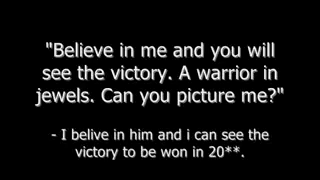 "Believe in me and you will
see the victory. A warrior in
jewels. Can you picture me?"
- I belive in him and i can see the
victory to be won in 20**.